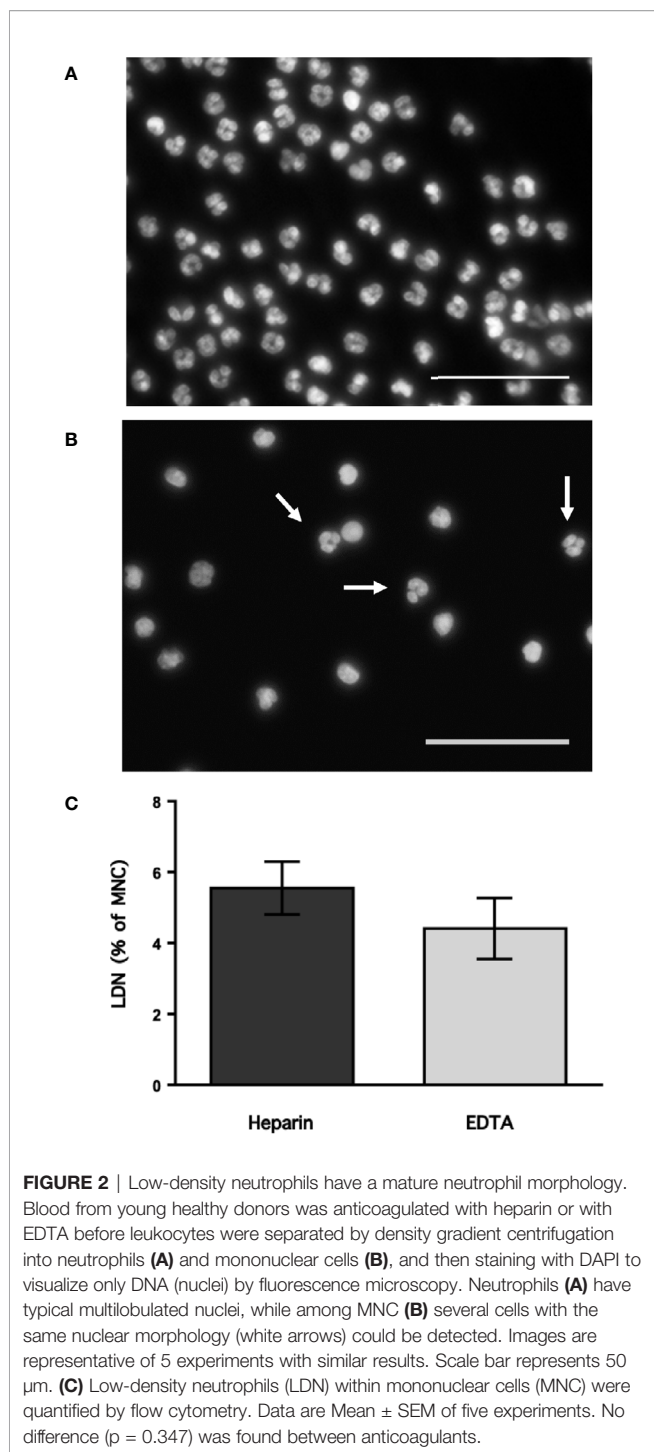 A
B
C
8
6
4
2
0
LDN (% of MNC)
Heparin
EDTA
FIGURE 2 | Low-density neutrophils have a mature neutrophil morphology.
Blood from young healthy donors was anticoagulated with heparin or with
EDTA before leukocytes were separated by density gradient centrifugation
into neutrophils (A) and mononuclear cells (B), and then staining with DAPI to
visualize only DNA (nuclei) by fluorescence microscopy. Neutrophils (A) have
typical multilobulated nuclei, while among MNC (B) several cells with the
same nuclear morphology (white arrows) could be detected. Images are
representative of 5 experiments with similar results. Scale bar represents 50
µm. (C) Low-density neutrophils (LDN) within mononuclear cells (MNC) were
quantified by flow cytometry. Data are Mean ± SEM of five experiments. No
difference (p = 0.347) was found between anticoagulants.